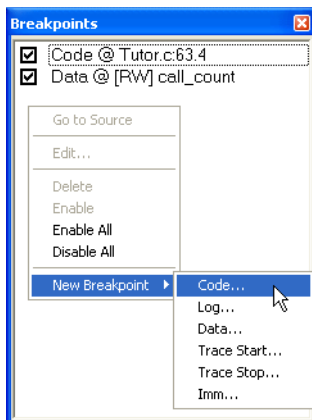 Breakpoints
Code @ Tutor.c:63.4
Data @ [RW] call_count
Go to Source
Edit...
Delete
Enable
Enable All
Disable All
New Breakpoint
Code...
Log...
Data...
Trace Start...
Trace Stop...
Imm...